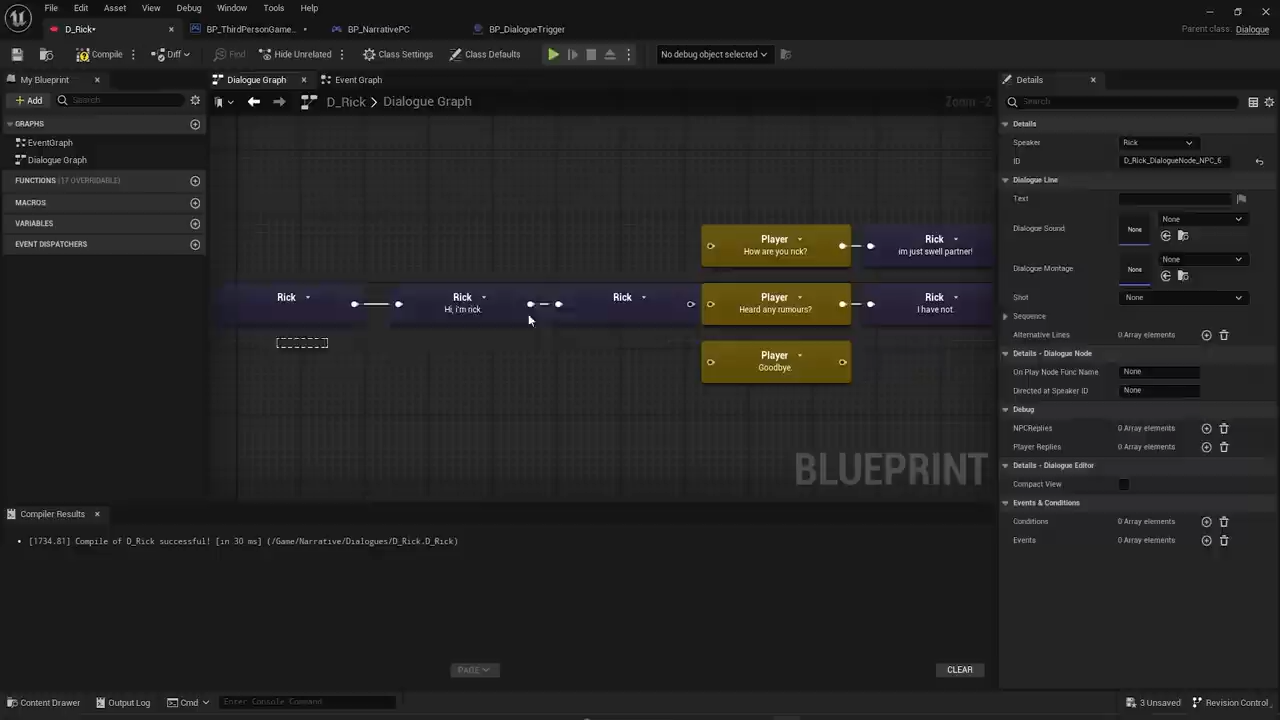 File Edit Asset View Debug Window Tools Help
D_Rick•
BP_ThirdPersonGame..
BP_NarrativePC
BP_DialogueTrigger
Parent class: Dialogue
Compile
Diff
Find
Hide Unrelated
Class Settings
Class Defaults
No debug object selected
My Blueprint
Dialogue Graph
Event Graph
Details
Add
Search
D_Rick > Dialogue Graph
Zoom -2
Search
GRAPHS
EventGraph
Dialogue Graph
FUNCTIONS (17 OVERRIDABLE)
MACROS
VARIABLES
EVENT DISPATCHERS
Player
How are you rick?
Rick
im just swell partner!
Rick
Rick
Hi, i'm rick.
Rick
Player
Heard any rumours?
Rick
I have not.
Player
Goodbye.
BLUEPRINT
Details
Speaker
Rick
ID
D_Rick_DialogueNode_NPC_6
Dialogue Line
Text
Dialogue Sound
None
None
Dialogue Montage
None
None
Shot
None
Sequence
Alternative Lines
0 Array elements
Details - Dialogue Node
On Play Node Func Name
None
Directed at Speaker ID
None
Debug
NPCReplies
0 Array elements
Player Replies
0 Array elements
Details - Dialogue Editor
Compact View
Events & Conditions
Conditions
0 Array elements
Events
0 Array elements
Compiler Results
• [1734.81] Compile of D_Rick successful! [in 30 ms] (/Game/Narrative/Dialogues/D_Rick.D_Rick)
PAGE
CLEAR
Content Drawer
Output Log
Cmd
Enter Console Command
3 Unsaved
Revision Control